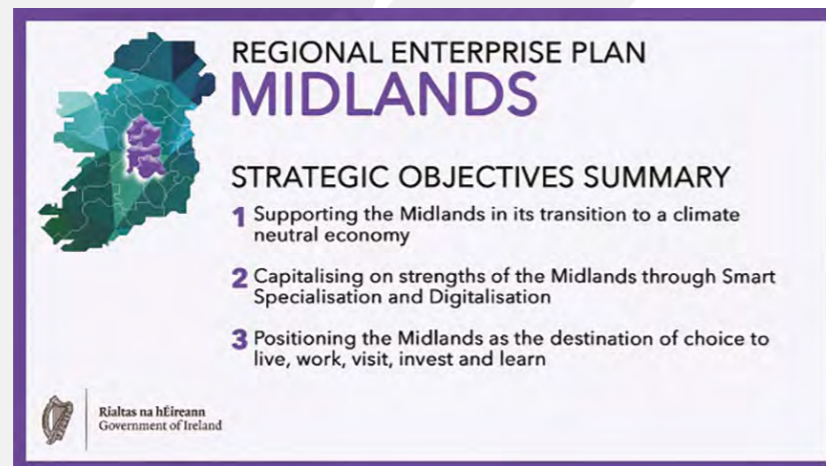 REGIONAL ENTERPRISE PLAN
MIDLANDS
STRATEGIC OBJECTIVES SUMMARY
1 Supporting the Midlands in its transition to a climate
neutral economy
2 Capitalising on strengths of the Midlands through Smart
Specialisation and Digitalisation
3 Positioning the Midlands as the destination of choice to
live, work, visit, invest and learn
Rialtas na hÉireann
Government of Ireland